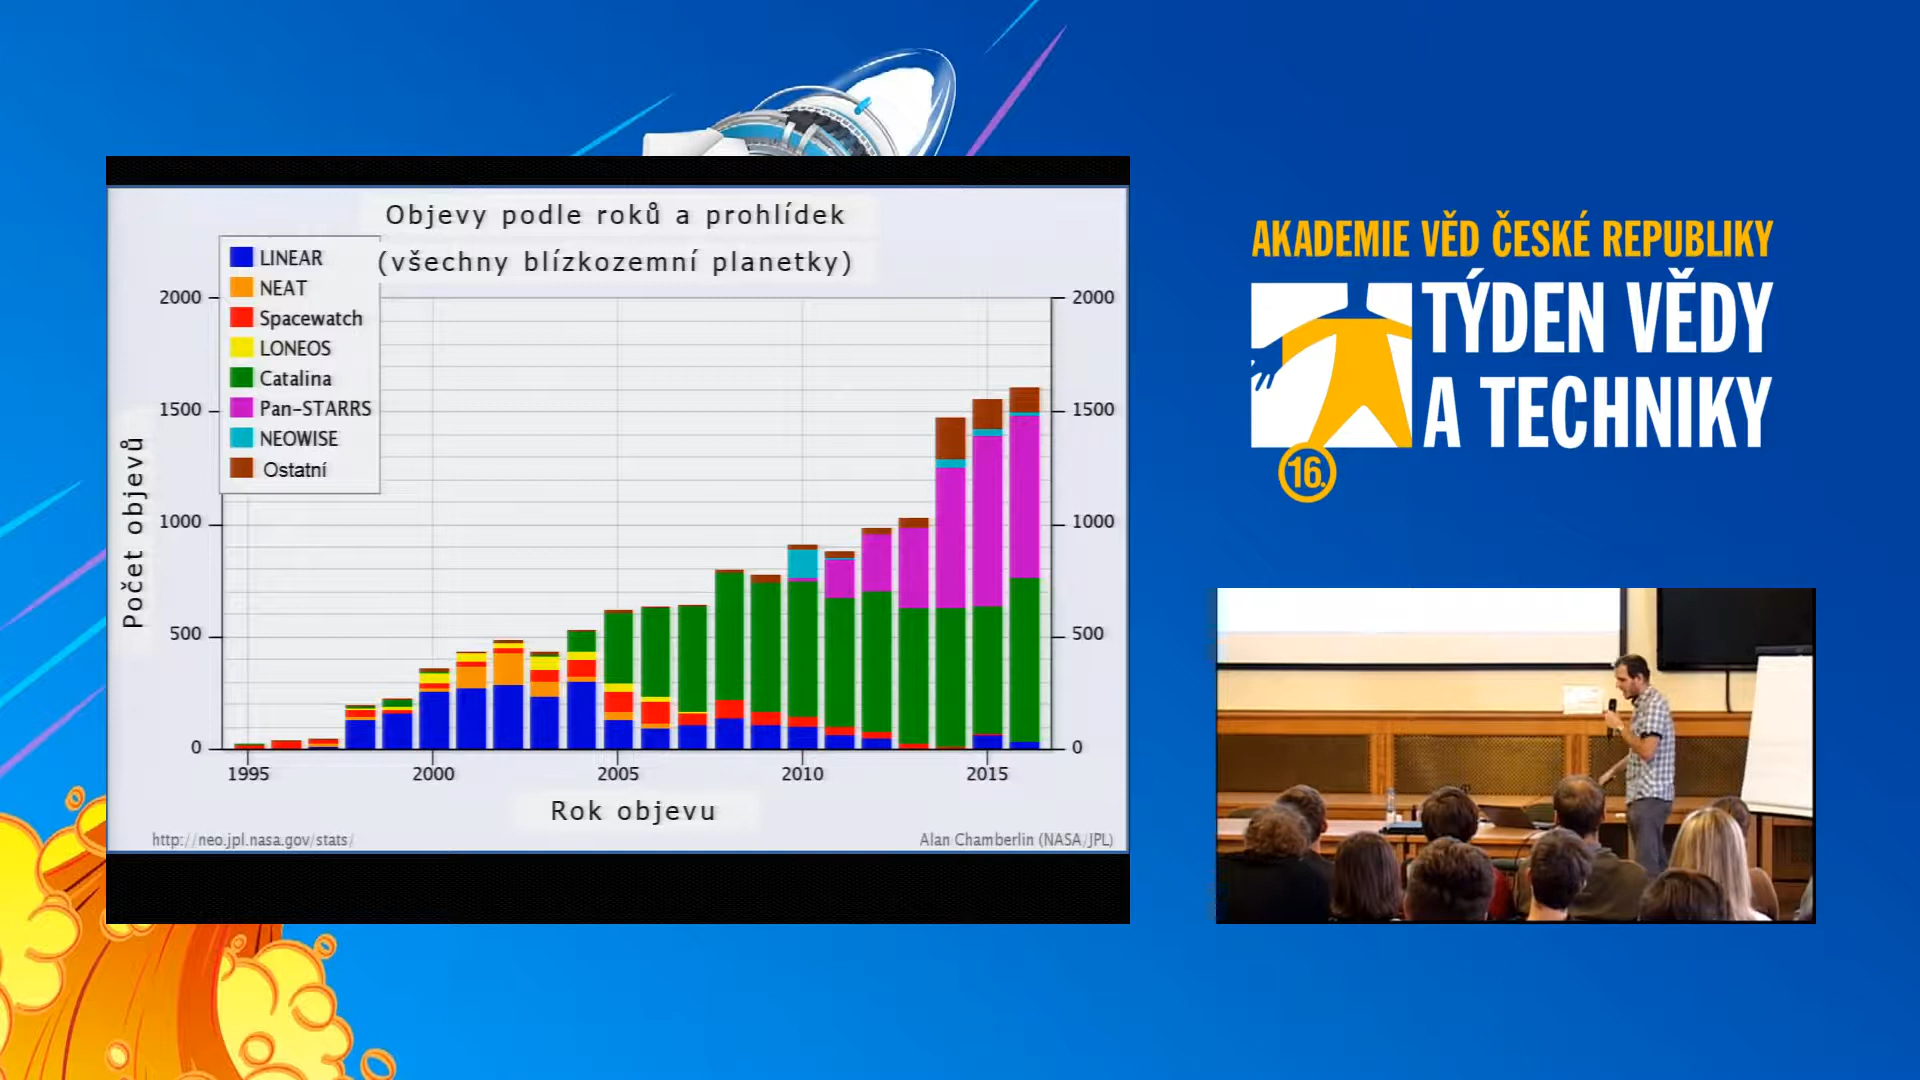 Objevy podle roků a prohlídek
(všechny blízkozemní planetky)
LINEAR
NEAT
Spacewatch
LONEOS
Catalina
Pan-STARRS
NEOWISE
Ostatní
2000
1500
1000
500
0
2000
1500
1000
500
0
Počet objevů
1995
2000
2005
2010
2015
Rok objevu
http://neo.jpl.nasa.gov/stats/
Alan Chamberlin (NASA/JPL)
AKADEMIE VĚD ČESKÉ REPUBLIKY
TÝDEN VĚDY
A TECHNIKY
16.